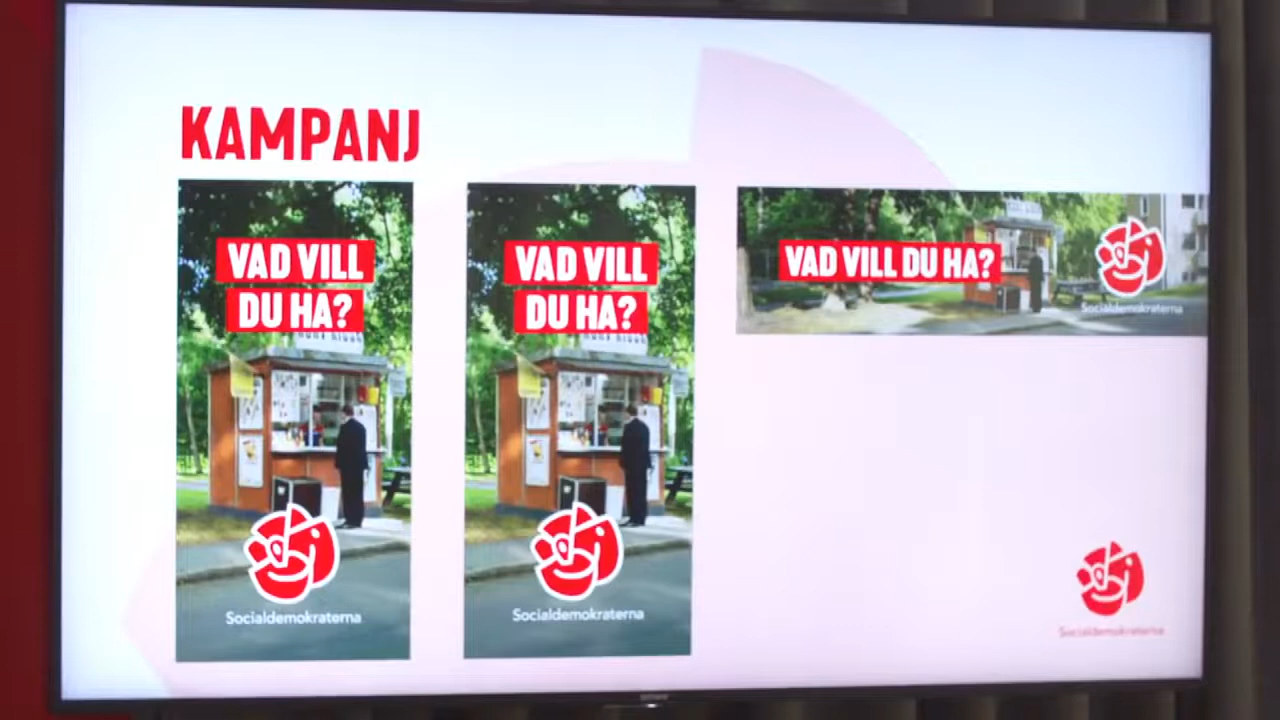 KAMPANJ
VAD VILL
DU HA?
Socialdemokraterna
VAD VILL
DU HA?
Socialdemokraterna
VAD VILL DU HA?
Socialdemokraterna
Socialdemokraterna